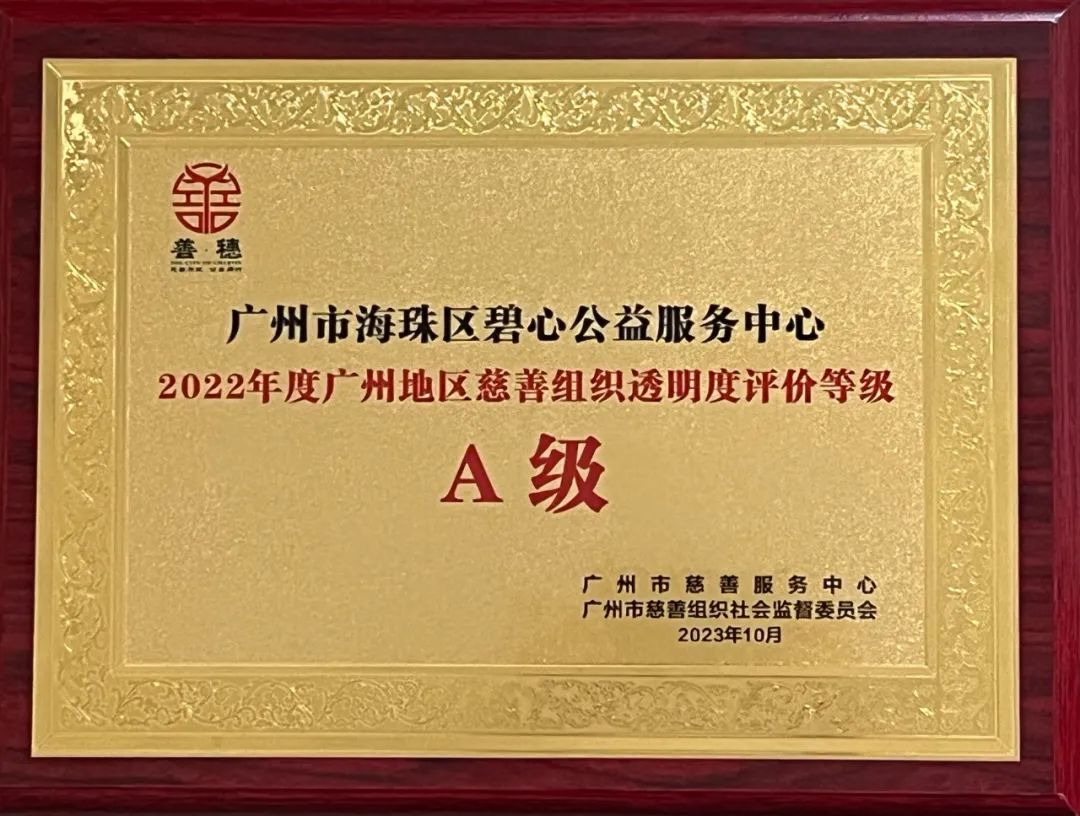 善·穗
广州市海珠区碧心公益服务中心
2022年度广州地区慈善组织透明度评价等级
A 级
广州市慈善服务中心
广州市慈善组织社会监督委员会
2023年10月